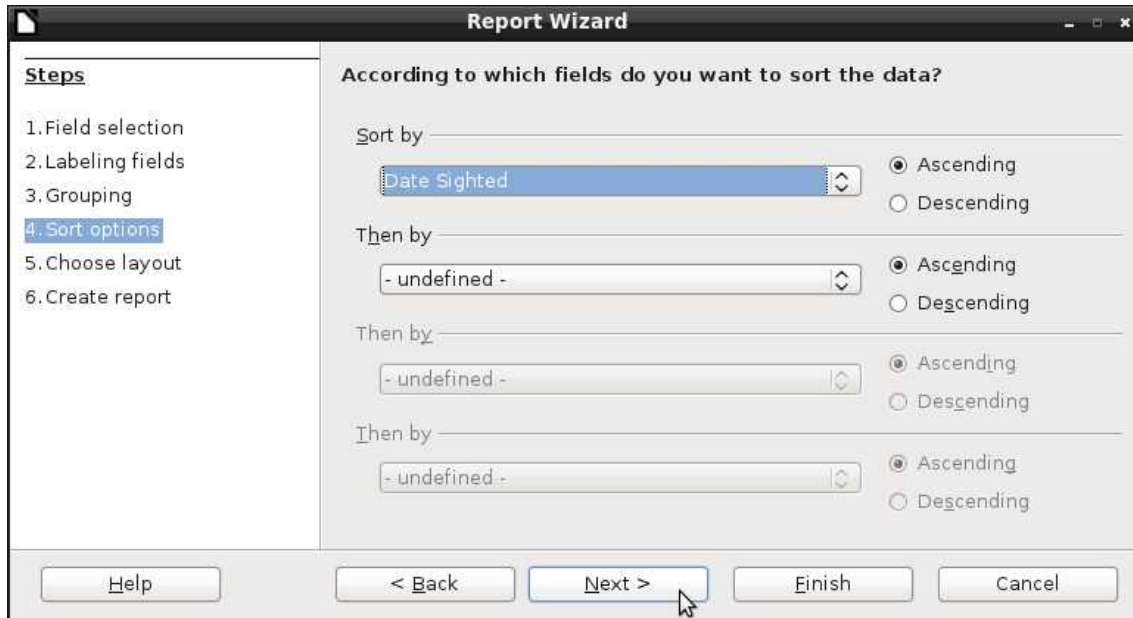 Report Wizard
Steps
1. Field selection
2. Labeling fields
3. Grouping
4. Sort options
5. Choose layout
6. Create report
According to which fields do you want to sort the data?
Sort by
Date Sighted
Ascending
Descending
Then by
- undefined -
Ascending
Descending
Then by
- undefined -
Ascending
Descending
Then by
- undefined -
Ascending
Descending
Help
< Back
Next >
Finish
Cancel